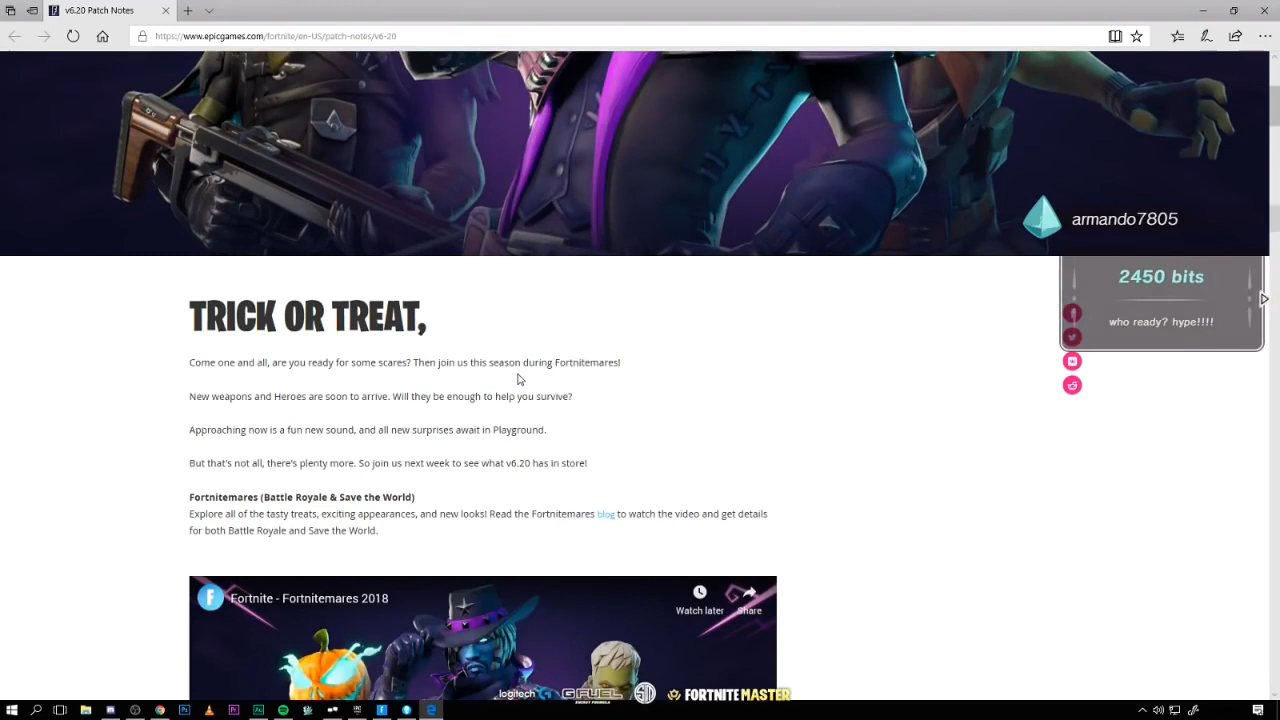 v6.20 Patch Notes
https://www.epicgames.com/fortnite/en-US/patch-notes/v6-20
armando7805
2450 bits
who ready? hype!!!!
TRICK OR TREAT,
Come one and all, are you ready for some scares? Then join us this season during Fortnitemares!
New weapons and Heroes are soon to arrive. Will they be enough to help you survive?
Approaching now is a fun new sound, and all new surprises await in Playground.
But that's not all, there's plenty more. So join us next week to see what v6.20 has in store!
Fortnitemares (Battle Royale & Save the World)
Explore all of the tasty treats, exciting appearances, and new looks! Read the Fortnitemares blog to watch the video and get details
for both Battle Royale and Save the World.
Fortnite - Fortnitemares 2018
Watch later
Share
logitech G
G FUEL
ENERGY FORMULA
FORTNITE MASTER